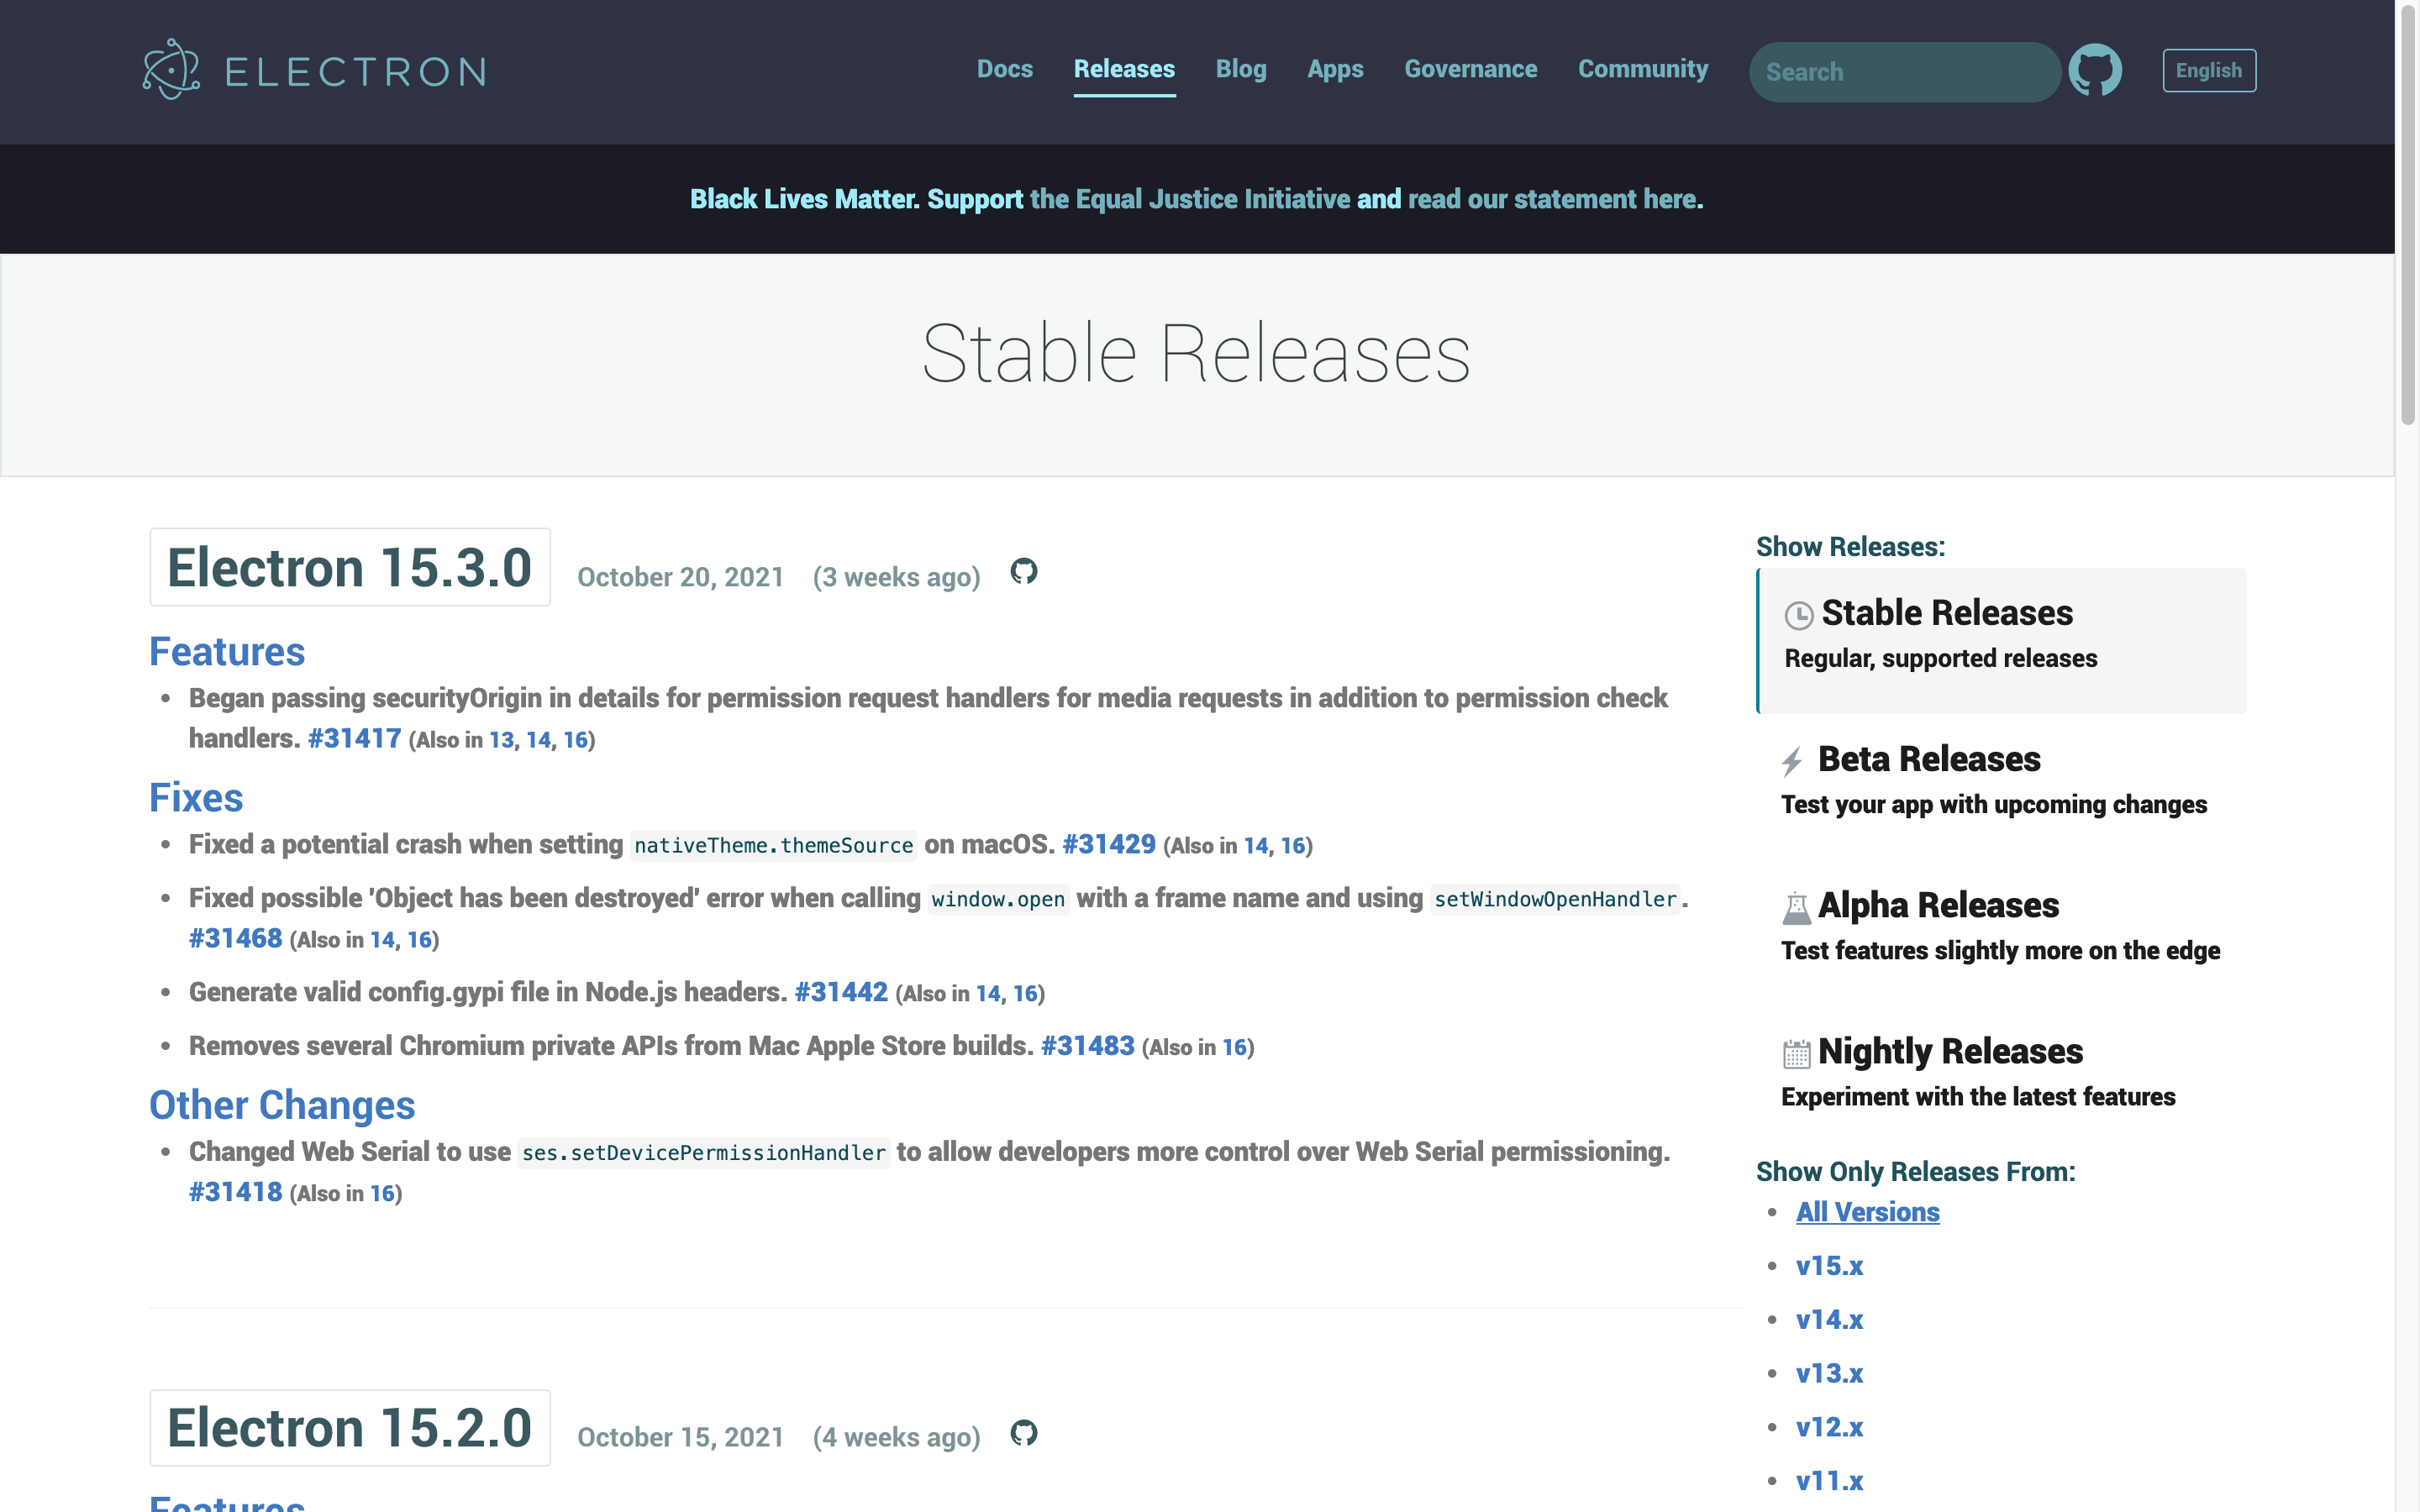 ELECTRON
Docs Releases Blog Apps Governance Community Search English
Black Lives Matter. Support the Equal Justice Initiative and read our statement here.
Stable Releases
Electron 15.3.0 October 20, 2021 (3 weeks ago)
Features
• Began passing securityOrigin in details for permission request handlers for media requests in addition to permission check
handlers. #31417 (Also in 13, 14, 16)
Fixes
• Fixed a potential crash when setting nativeTheme.themeSource on macOS. #31429 (Also in 14, 16)
• Fixed possible 'Object has been destroyed' error when calling window.open with a frame name and using setWindowOpenHandler.
#31468 (Also in 14, 16)
• Generate valid config.gypi file in Node.js headers. #31442 (Also in 14, 16)
• Removes several Chromium private APIs from Mac Apple Store builds. #31483 (Also in 16)
Other Changes
• Changed Web Serial to use ses.setDevicePermissionHandler to allow developers more control over Web Serial permissioning.
#31418 (Also in 16)
Electron 15.2.0 October 15, 2021 (4 weeks ago)
Features
Show Releases:
Stable Releases
Regular, supported releases
Beta Releases
Test your app with upcoming changes
Alpha Releases
Test features slightly more on the edge
Nightly Releases
Experiment with the latest features
Show Only Releases From:
• All Versions
• v15.x
• v14.x
• v13.x
• v12.x
• v11.x